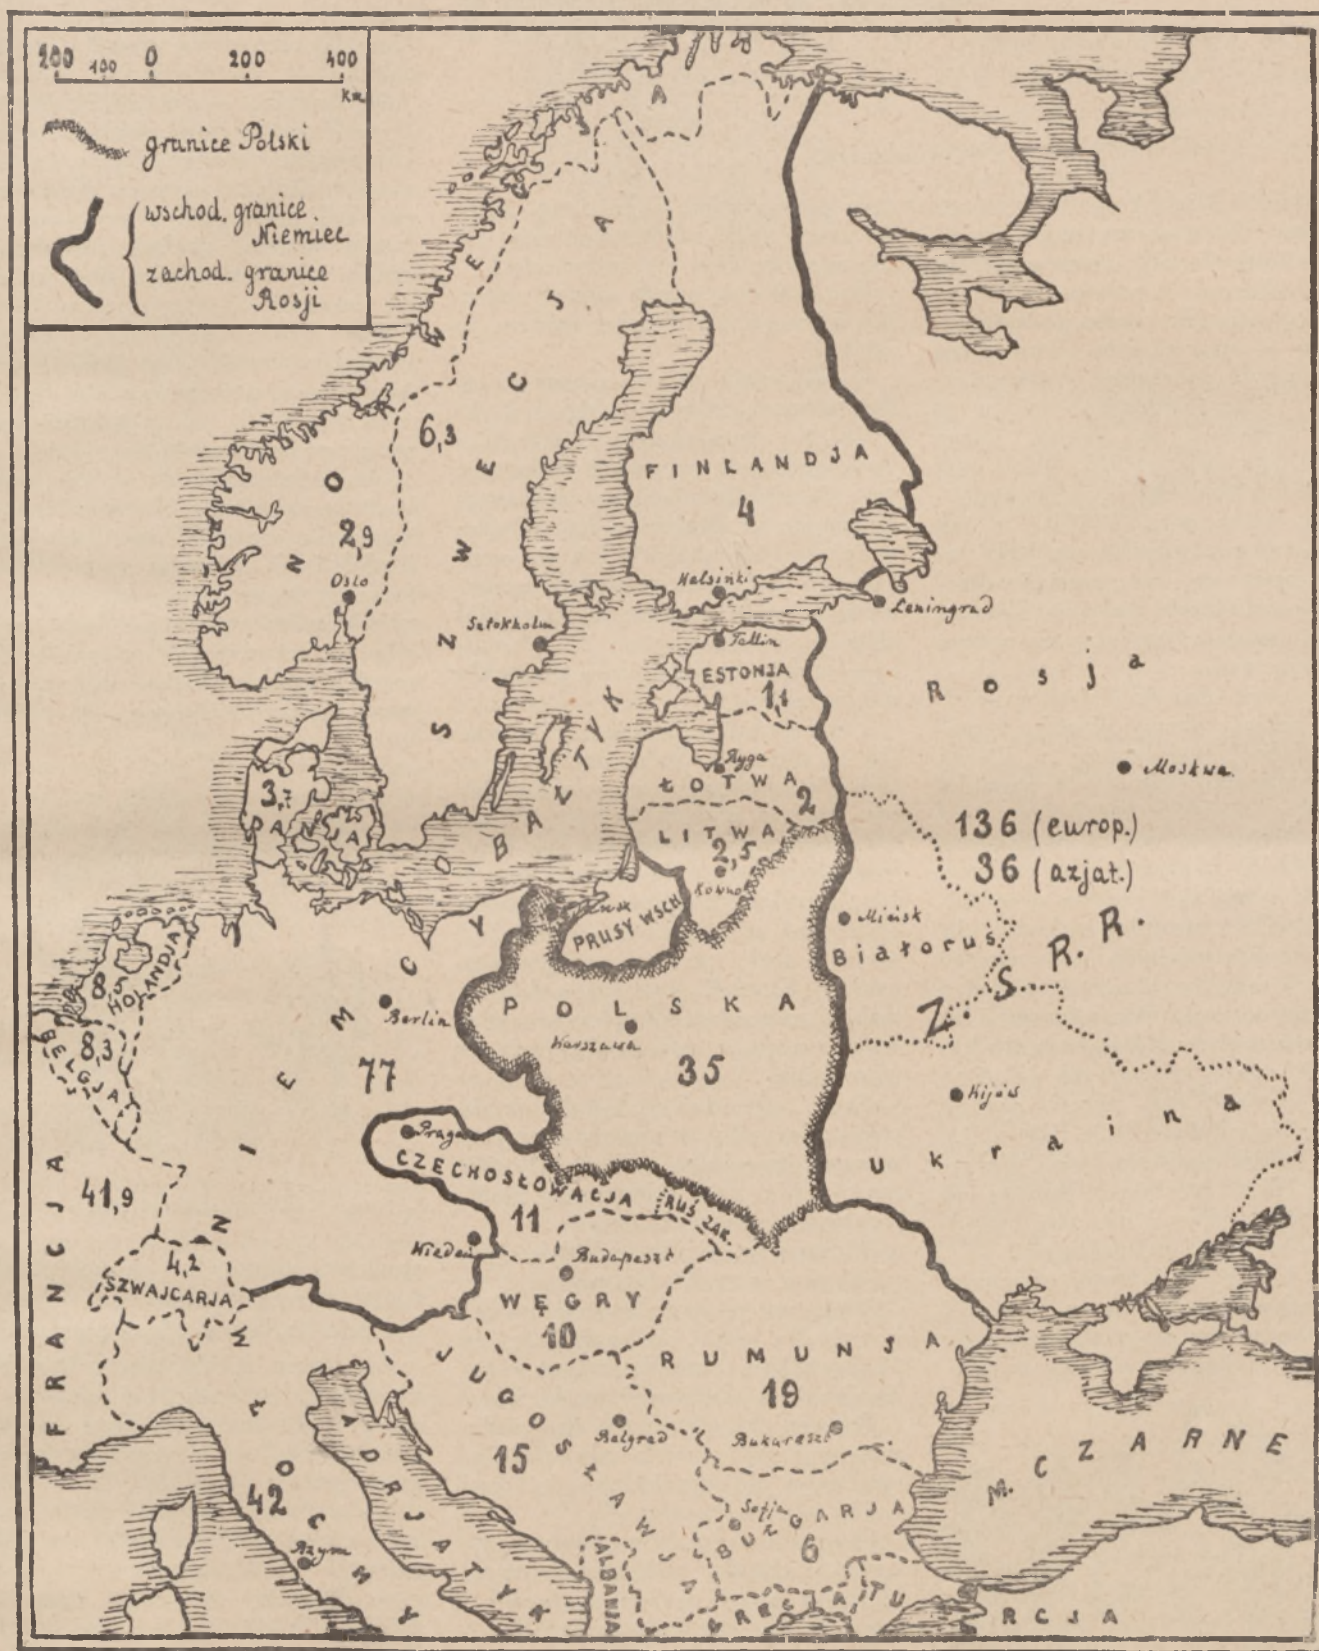 200 100 0 200 400
km
granice Polski
wschod. granice
Niemiec
zachod. granice
Rosji
NORWEGJA
2,9
Oslo
SZWECJA
6,3
Sztokholm
FINLANDJA
4
Helsinki
Leningrad
Tallin
ESTONJA
1,1
Ryga
ŁOTWA
2
LITWA
2,5
Kowno
BAŁTYK
3,7
DANJA
Rosja
Moskwa
136 (europ.)
36 (azjat.)
Mińsk
Białoruś
Z. S. R. R.
Kijów
Ukraina
PRUSY WSCH.
POLSKA
Warszawa
35
NIEMCY
Berlin
77
8,5
HOLANDJA
8,3
BELGJA
FRANCJA
41,9
4,2
SZWAJCARJA
Praga
CZECHOSŁOWACJA
11
RUŚ ZAK.
Wiedeń
Budapeszt
WĘGRY
10
RUMUNJA
19
Bukareszt
JUGOSŁAWJA
15
Belgrad
Sofja
BUŁGARJA
6
ALBANJA
GRECJA
TURCJA
WŁOCHY
42
Rzym
ADRJATYK
M. CZARNE